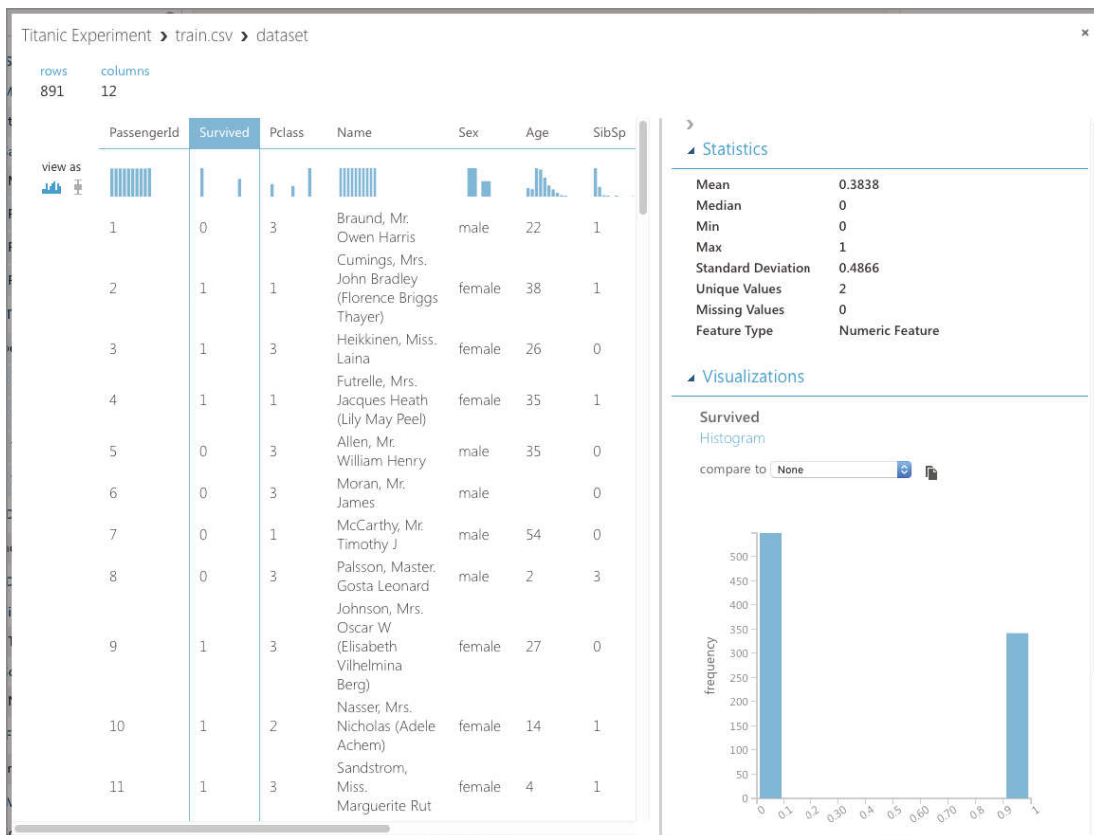 Titanic Experiment › train.csv › dataset
rows columns
891 12
PassengerId Survived Pclass Name Sex Age SibSp
view as
1 0 3 Braund, Mr. Owen Harris male 22 1
2 1 1 Cumings, Mrs. John Bradley (Florence Briggs Thayer) female 38 1
3 1 3 Heikkinen, Miss. Laina female 26 0
4 1 1 Futrelle, Mrs. Jacques Heath (Lily May Peel) female 35 1
5 0 3 Allen, Mr. William Henry male 35 0
6 0 3 Moran, Mr. James male 0
7 0 1 McCarthy, Mr. Timothy J male 54 0
8 0 3 Palsson, Master. Gosta Leonard male 2 3
9 1 3 Johnson, Mrs. Oscar W (Elisabeth Vilhelmina Berg) female 27 0
10 1 2 Nasser, Mrs. Nicholas (Adele Achem) female 14 1
11 1 3 Sandstrom, Miss. Marguerite Rut female 4 1
Statistics
Mean 0.3838
Median 0
Min 0
Max 1
Standard Deviation 0.4866
Unique Values 2
Missing Values 0
Feature Type Numeric Feature
Visualizations
Survived
Histogram
compare to None
frequency
500
450
400
350
300
250
200
150
100
50
0
0 0.1 0.2 0.30 0.4 0.5 0.60 0.70 0.8 0.9 1